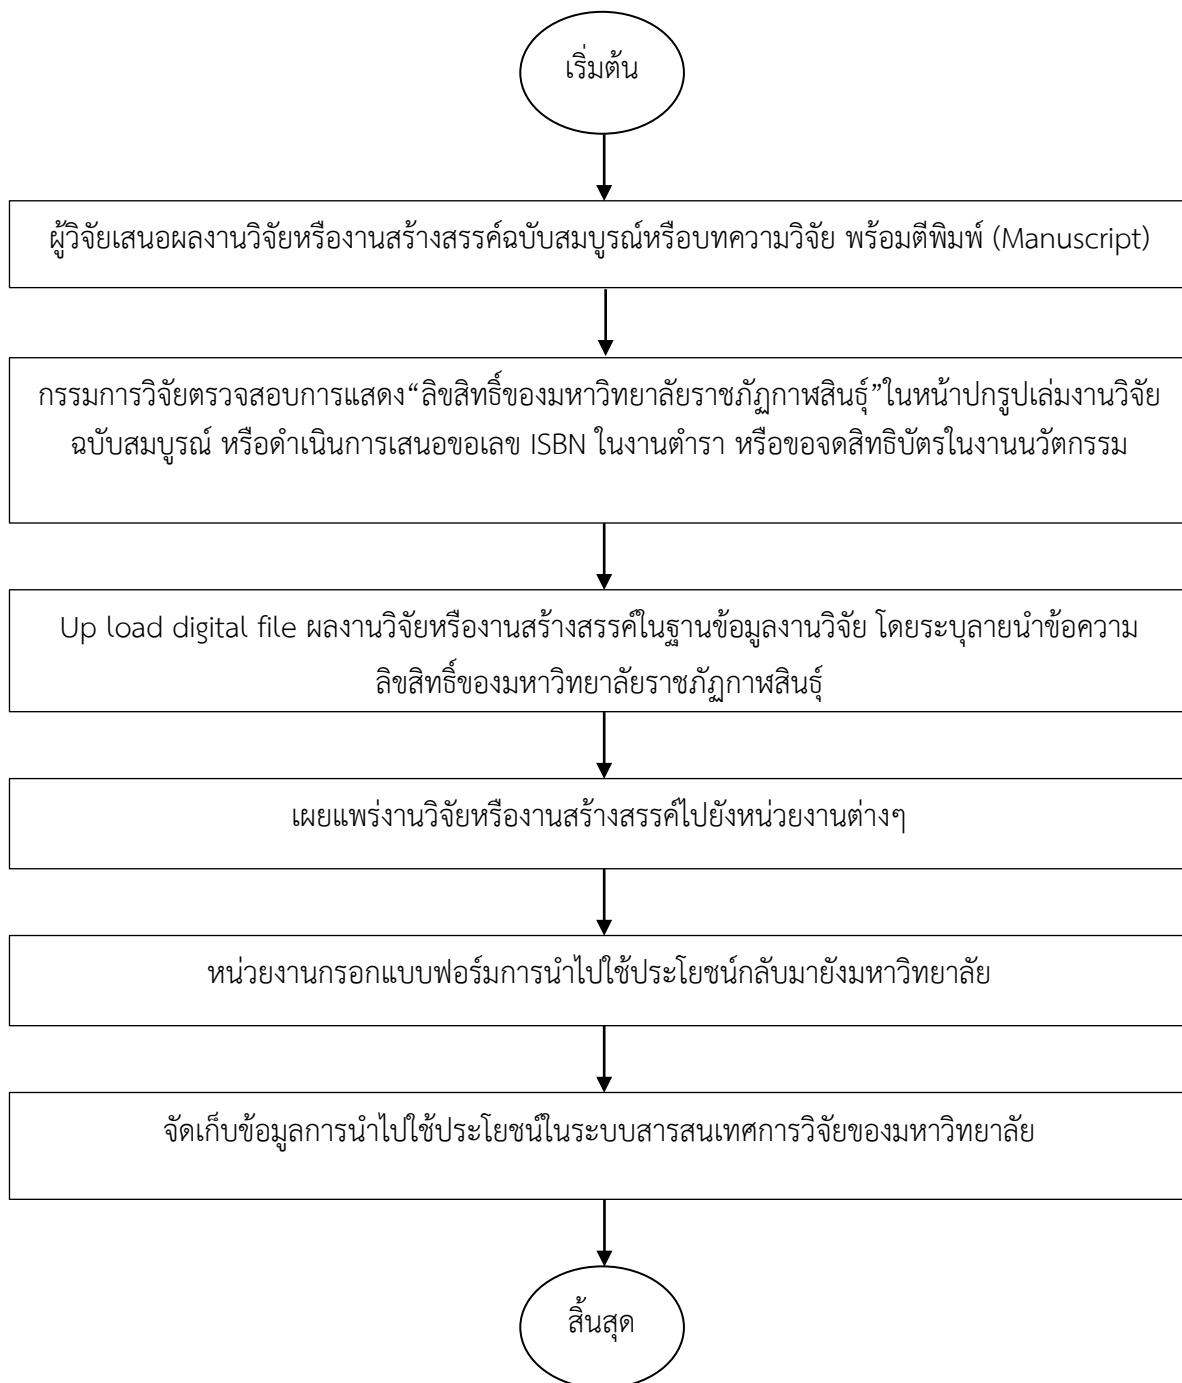 เริ่มต้น
ผู้วิจัยเสนอผลงานวิจัยหรืองานสร้างสรรค์ฉบับสมบูรณ์หรือบทความวิจัย พร้อมตีพิมพ์ (Manuscript)
กรรมการวิจัยตรวจสอบการแสดง“ลิขสิทธิ์ของมหาวิทยาลัยราชภัฏกาฬสินธุ์”ในหน้าปกรูปเล่มงานวิจัย
ฉบับสมบูรณ์ หรือดำเนินการเสนอขอเลข ISBN ในงานตำรา หรือขอจดสิทธิบัตรในงานนวัตกรรม
Up load digital file ผลงานวิจัยหรืองานสร้างสรรค์ในฐานข้อมูลงานวิจัย โดยระบุลายนำข้อความ
ลิขสิทธิ์ของมหาวิทยาลัยราชภัฏกาฬสินธุ์
เผยแพร่งานวิจัยหรืองานสร้างสรรค์ไปยังหน่วยงานต่างๆ
หน่วยงานกรอกแบบฟอร์มการนำไปใช้ประโยชน์กลับมายังมหาวิทยาลัย
จัดเก็บข้อมูลการนำไปใช้ประโยชน์ในระบบสารสนเทศการวิจัยของมหาวิทยาลัย
สิ้นสุด